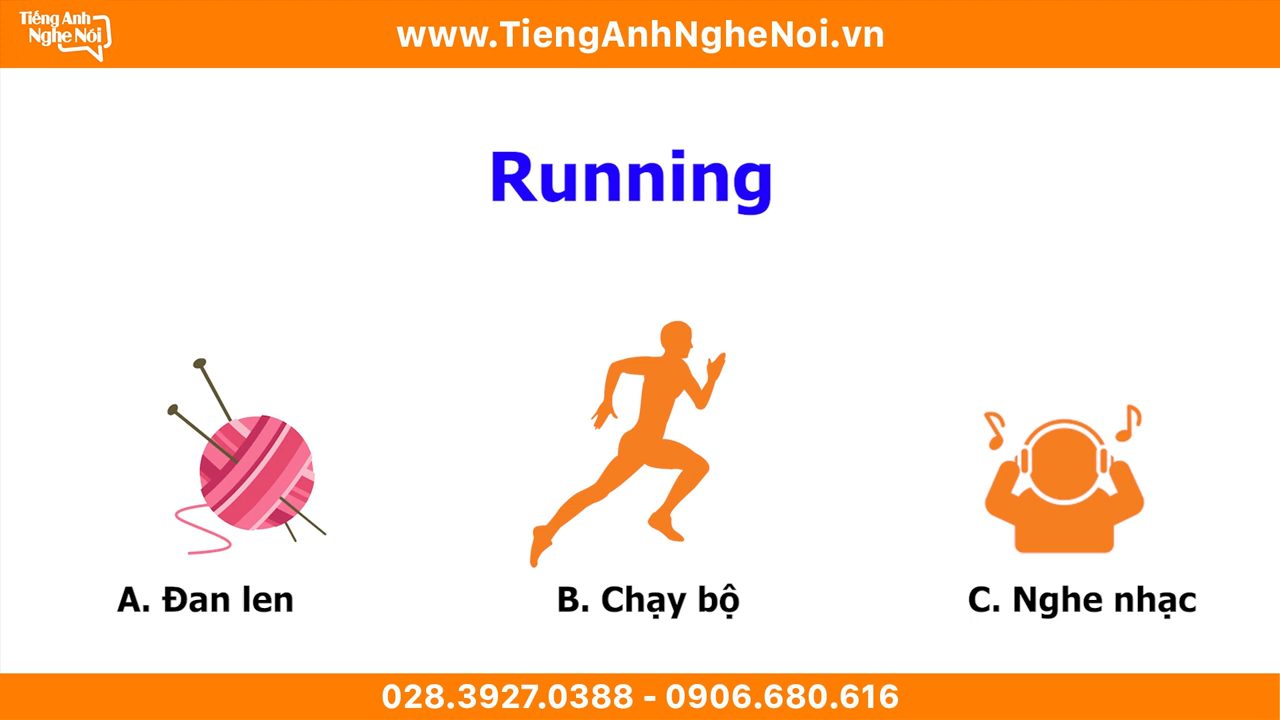 Tiếng Anh
Nghe Nói
www.TiengAnhNgheNoi.vn
Running
A. Đan len
B. Chạy bộ
C. Nghe nhạc
028.3927.0388 - 0906.680.616